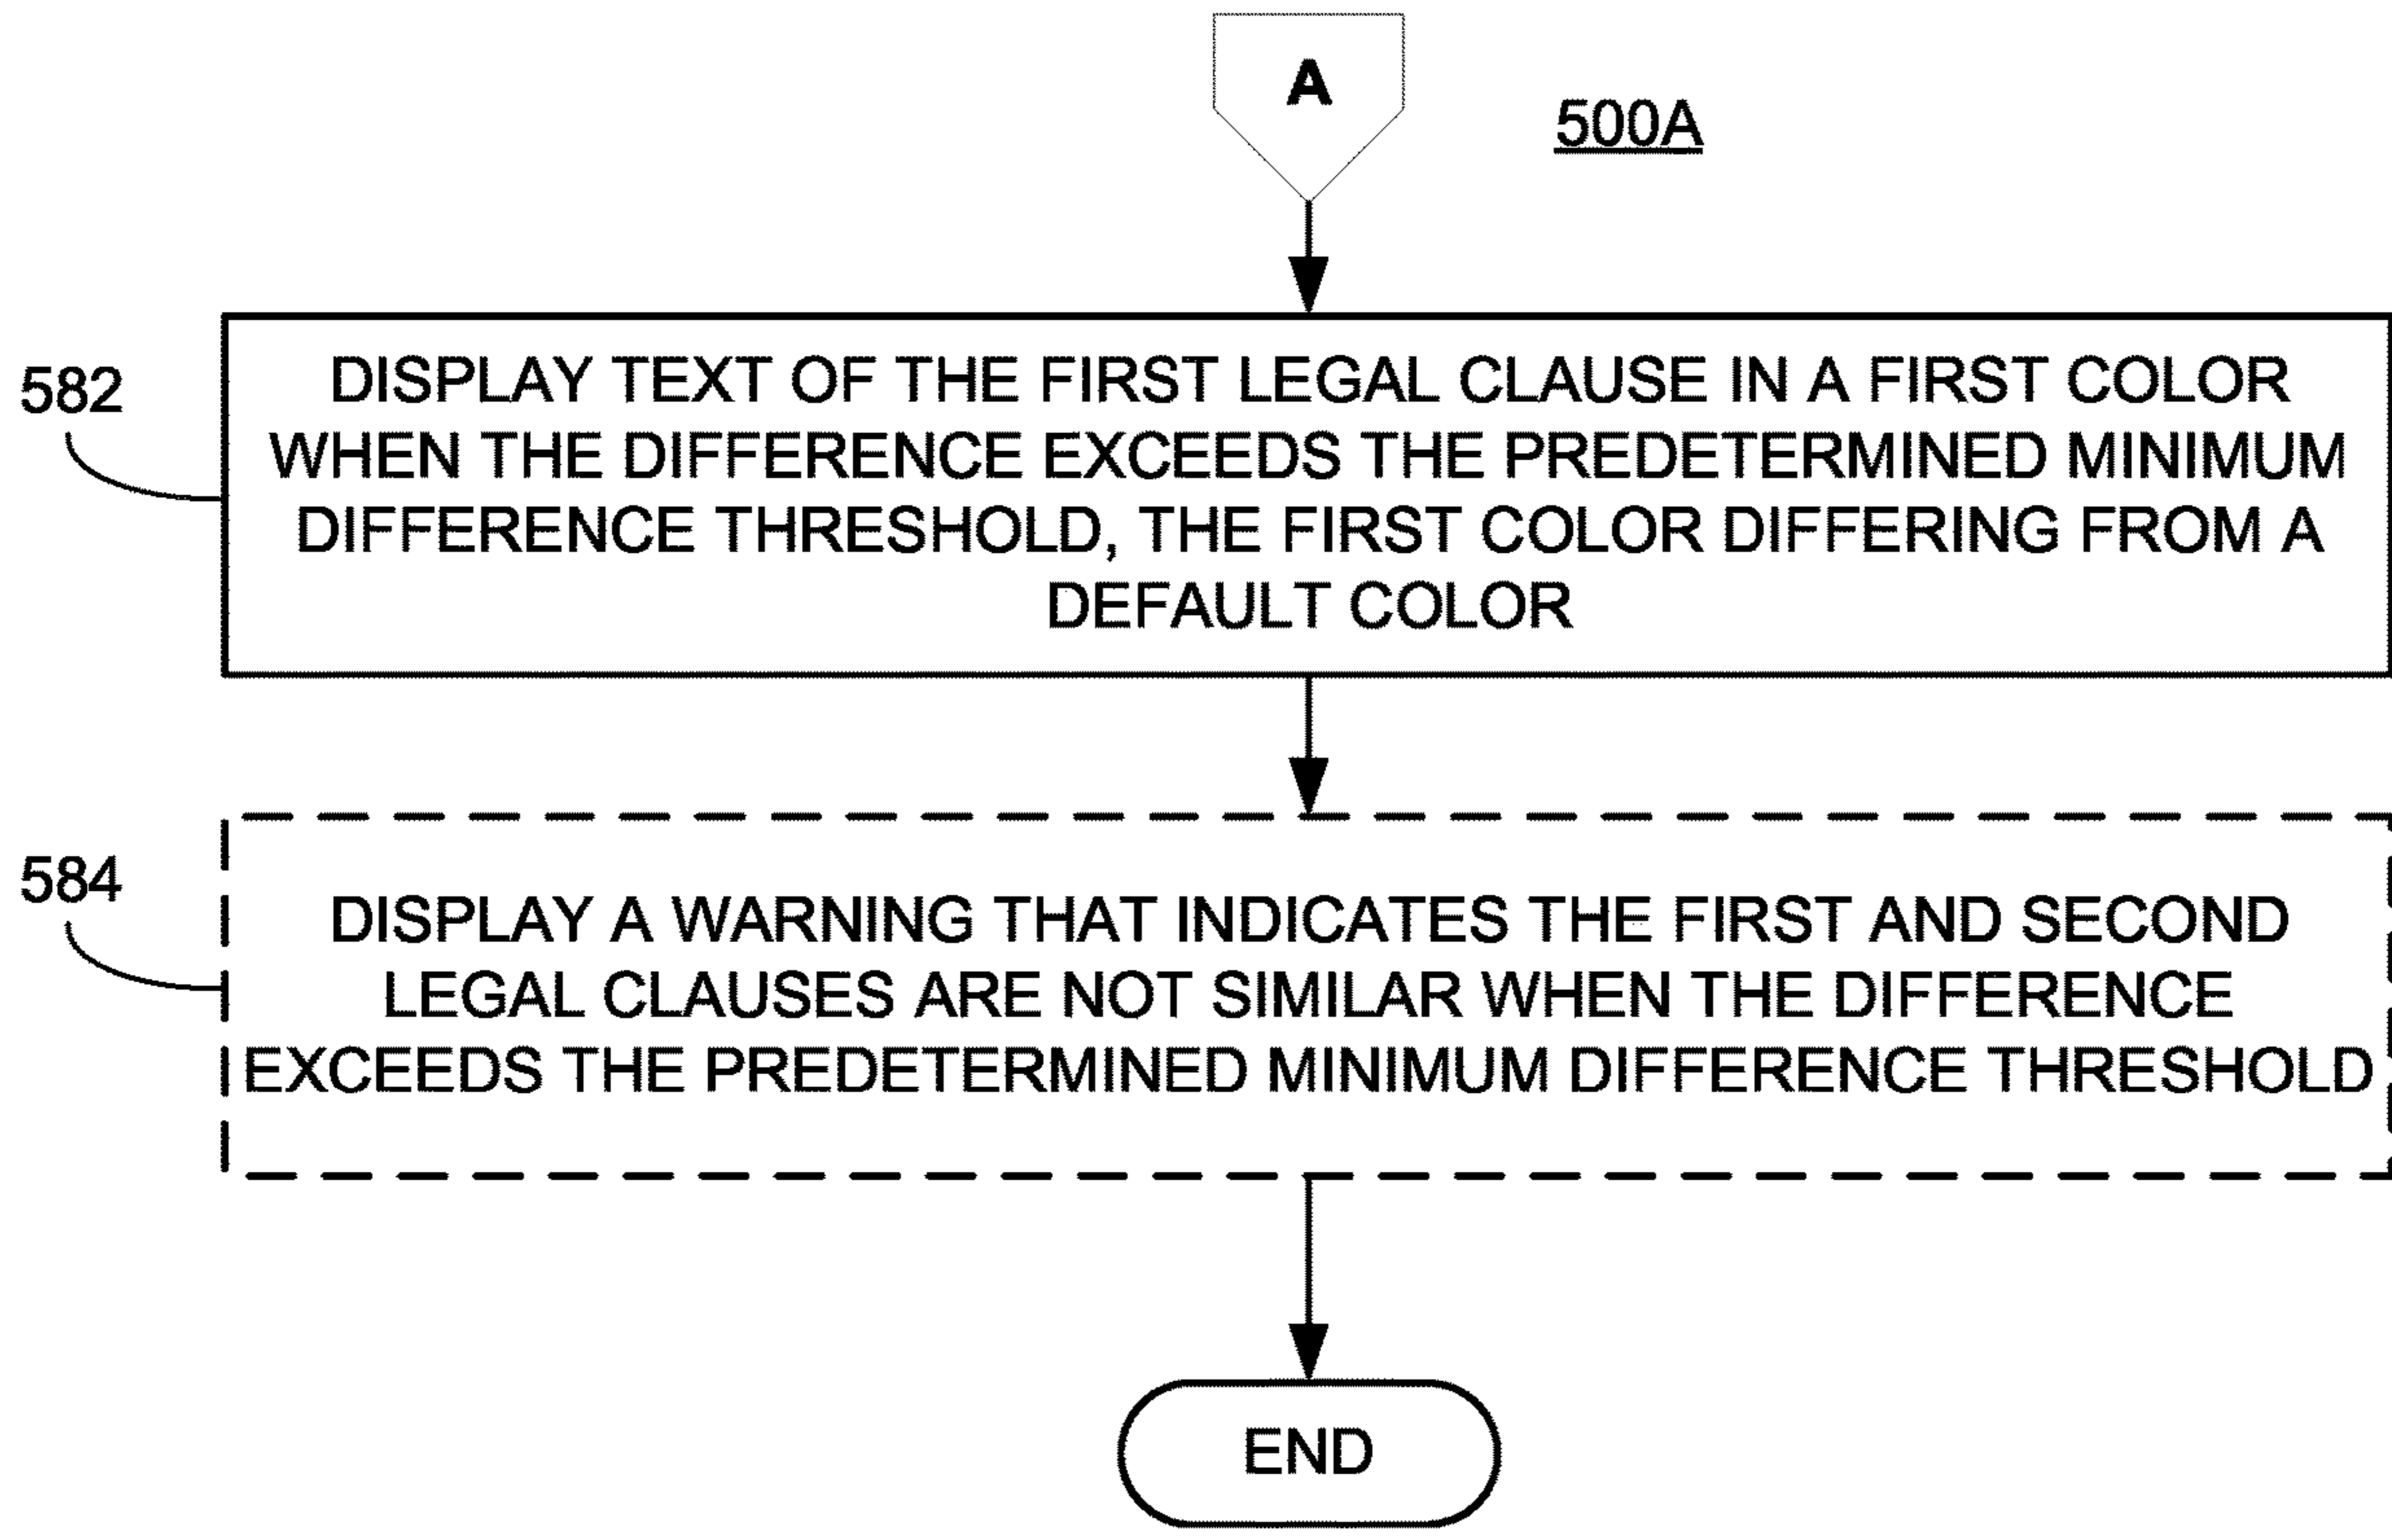 A
500A
582
DISPLAY TEXT OF THE FIRST LEGAL CLAUSE IN A FIRST COLOR
WHEN THE DIFFERENCE EXCEEDS THE PREDETERMINED MINIMUM
DIFFERENCE THRESHOLD, THE FIRST COLOR DIFFERING FROM A
DEFAULT COLOR
584
DISPLAY A WARNING THAT INDICATES THE FIRST AND SECOND
LEGAL CLAUSES ARE NOT SIMILAR WHEN THE DIFFERENCE
EXCEEDS THE PREDETERMINED MINIMUM DIFFERENCE THRESHOLD
END